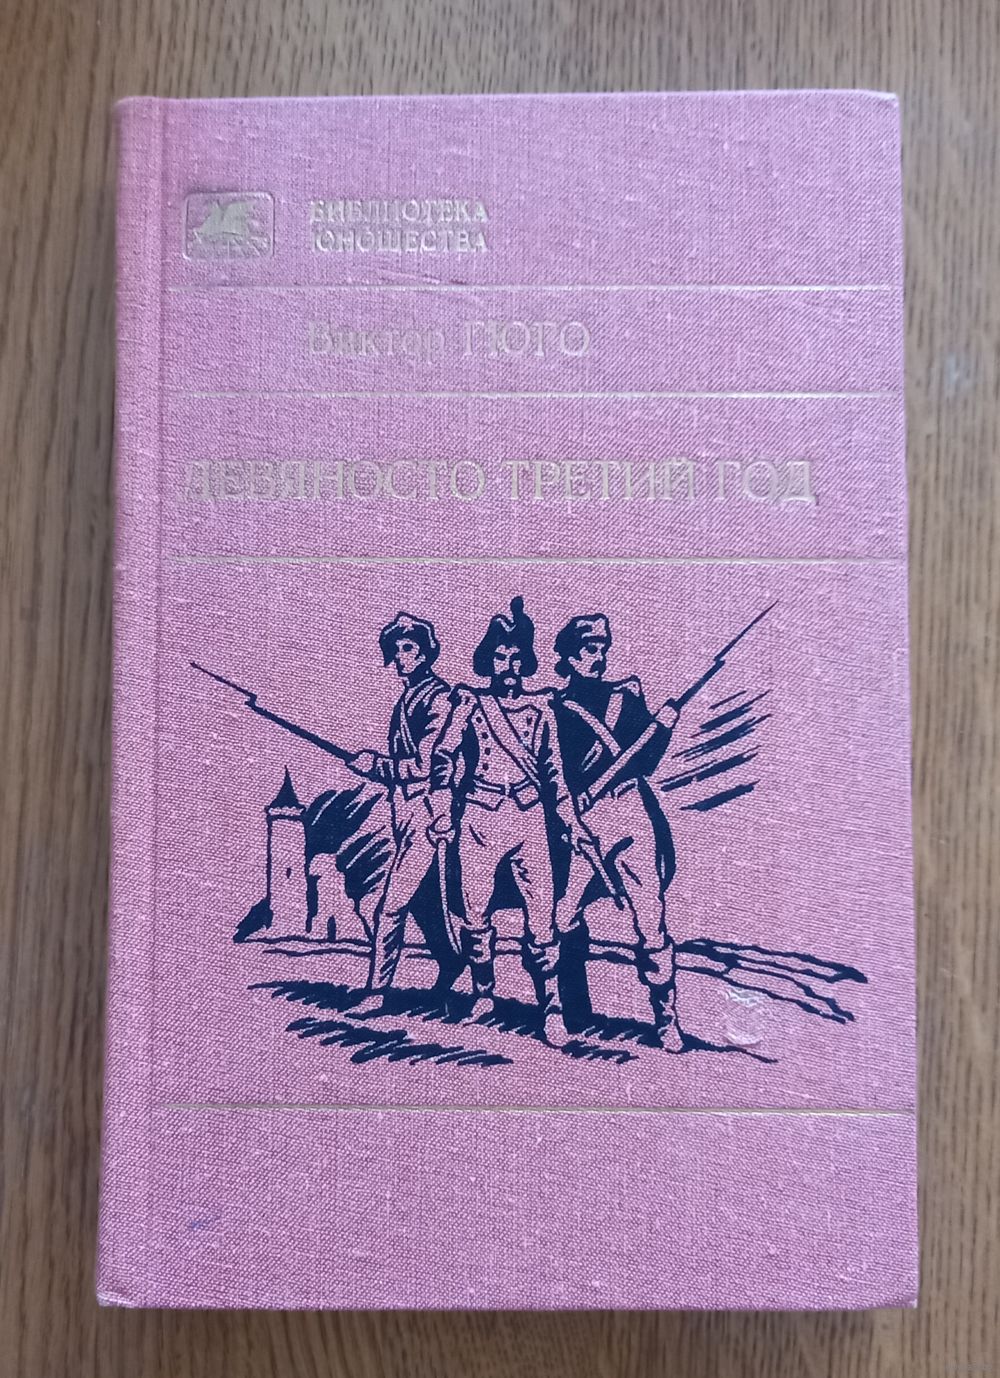 БИБЛИОТЕКА
ЮНОШЕСТВА
Виктор ГЮГО
ДЕВЯНОСТО ТРЕТИЙ ГОД